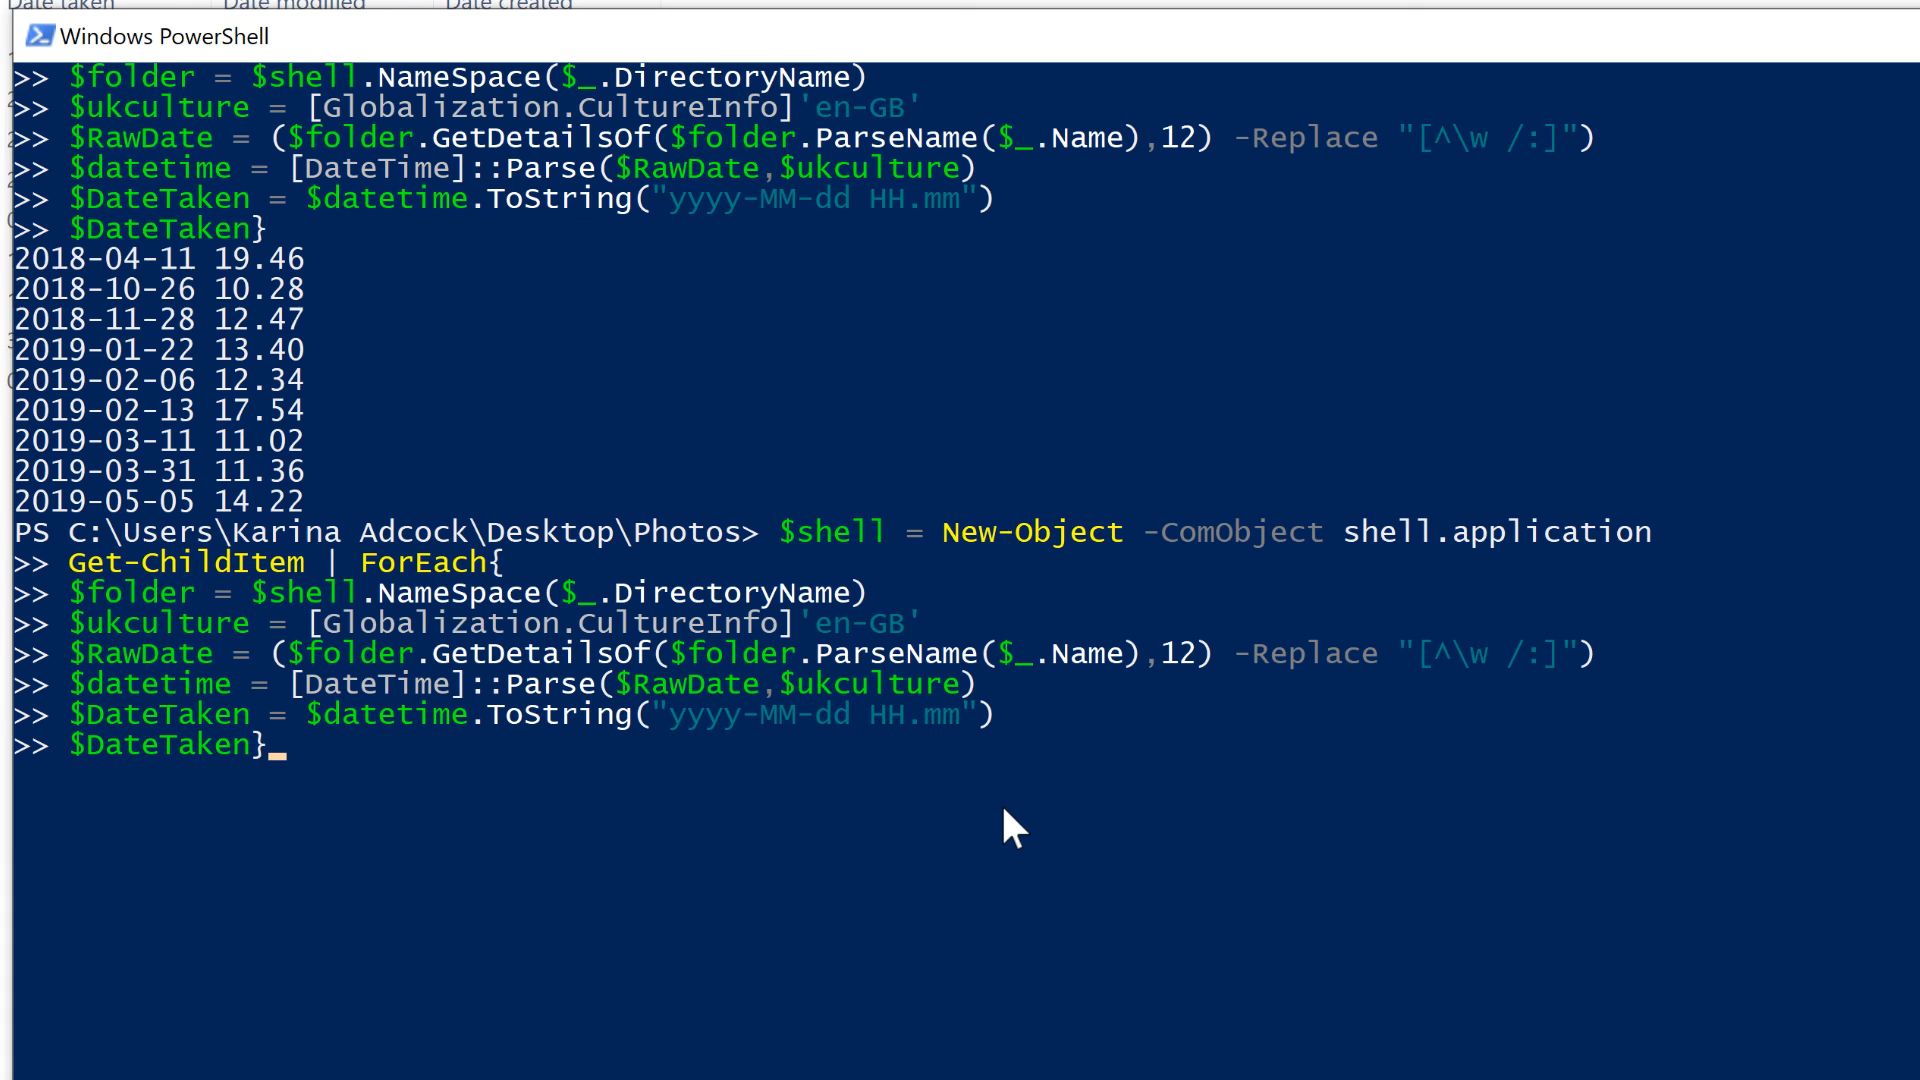 Date taken Date modified Date created
Windows PowerShell
>> $folder = $shell.NameSpace($_.DirectoryName)
>> $ukculture = [Globalization.CultureInfo]'en-GB'
>> $RawDate = ($folder.GetDetailsOf($folder.ParseName($_.Name),12) -Replace "[^\w /:]")
>> $datetime = [DateTime]::Parse($RawDate,$ukculture)
>> $DateTaken = $datetime.ToString("yyyy-MM-dd HH.mm")
>> $DateTaken}
2018-04-11 19.46
2018-10-26 10.28
2018-11-28 12.47
2019-01-22 13.40
2019-02-06 12.34
2019-02-13 17.54
2019-03-11 11.02
2019-03-31 11.36
2019-05-05 14.22
PS C:\Users\Karina Adcock\Desktop\Photos> $shell = New-Object -ComObject shell.application
>> Get-ChildItem | ForEach{
>> $folder = $shell.NameSpace($_.DirectoryName)
>> $ukculture = [Globalization.CultureInfo]'en-GB'
>> $RawDate = ($folder.GetDetailsOf($folder.ParseName($_.Name),12) -Replace "[^\w /:]")
>> $datetime = [DateTime]::Parse($RawDate,$ukculture)
>> $DateTaken = $datetime.ToString("yyyy-MM-dd HH.mm")
>> $DateTaken}